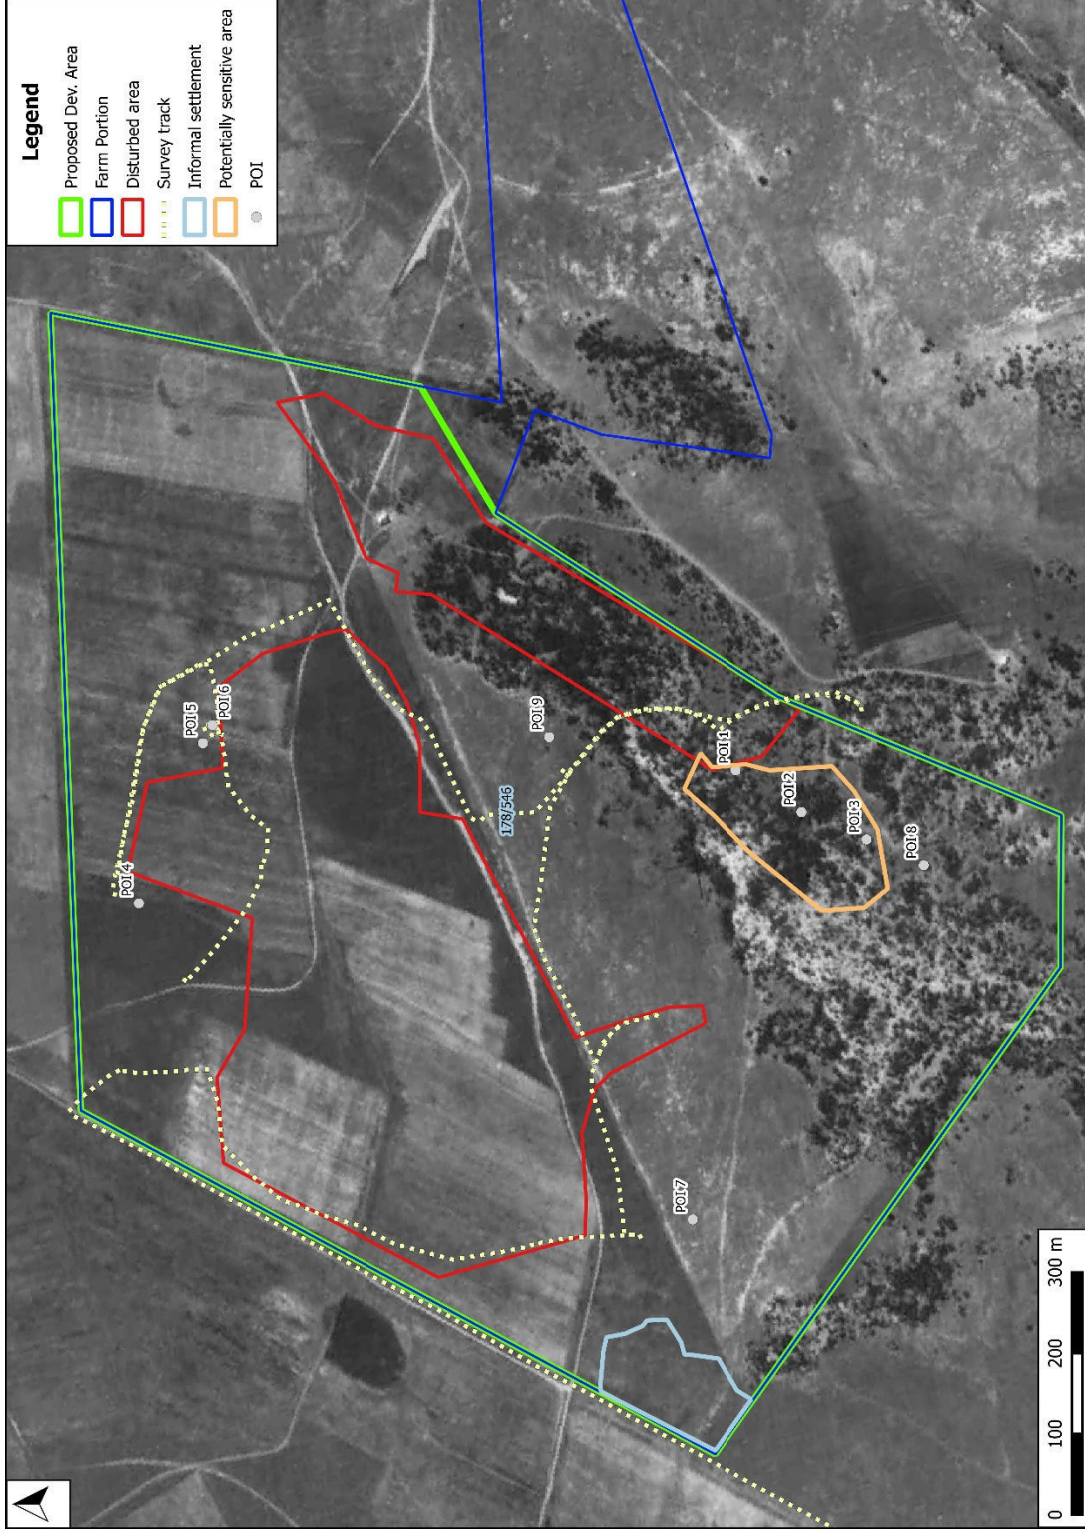 Legend
Proposed Dev. Area
Farm Portion
Disturbed area
Survey track
Informal settlement
Potentially sensitive area
POI
POI 4
POI 5
POI 6
POI 9
178/546
POI 1
POI 2
POI 3
POI 8
POI 7
0 100 200 300 m